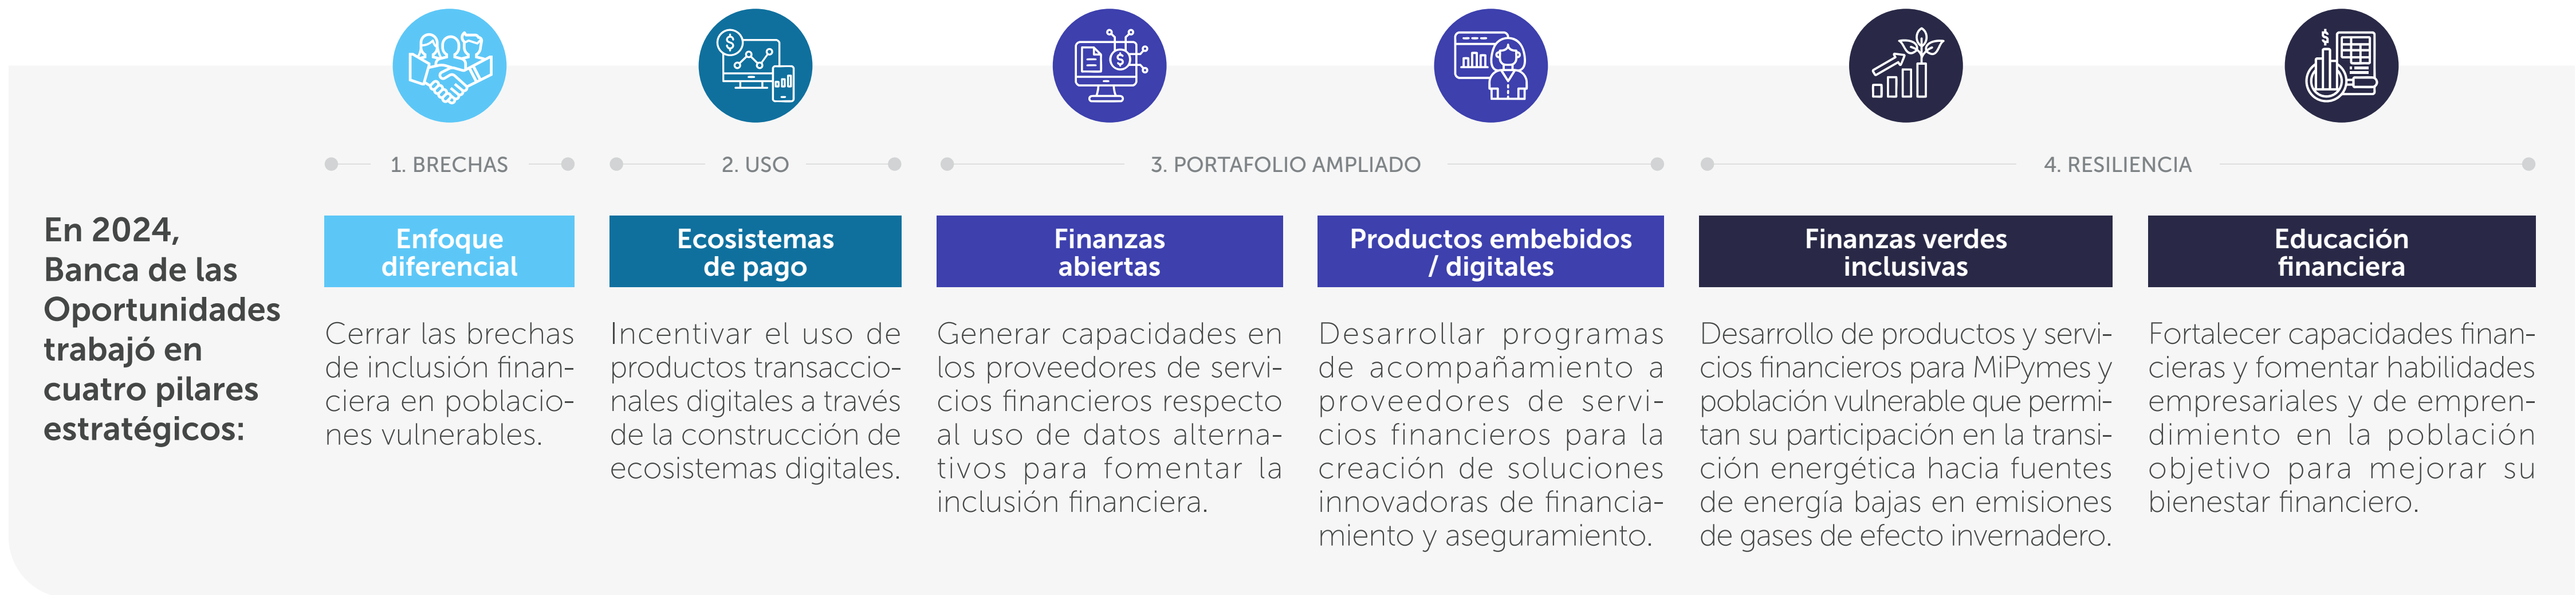 En 2024,
Banca de las
Oportunidades
trabajó en
cuatro pilares
estratégicos:
1. BRECHAS
Enfoque
diferencial
Cerrar las brechas
de inclusión finan-
ciera en poblacio-
nes vulnerables.
2. USO
Ecosistemas
de pago
Incentivar el uso de
productos transaccio-
nales digitales a través
de la construcción de
ecosistemas digitales.
3. PORTAFOLIO AMPLIADO
Finanzas
abiertas
Generar capacidades en
los proveedores de servi-
cios financieros respecto
al uso de datos alterna-
tivos para fomentar la
inclusión financiera.
Productos embebidos
/ digitales
Desarrollar programas
de acompañamiento a
proveedores de servi-
cios financieros para la
creación de soluciones
innovadoras de financia-
miento y aseguramiento.
4. RESILIENCIA
Finanzas verdes
inclusivas
Desarrollo de productos y servi-
cios financieros para MiPymes y
población vulnerable que permi-
tan su participación en la transi-
ción energética hacia fuentes
de energía bajas en emisiones
de gases de efecto invernadero.
Educación
financiera
Fortalecer capacidades finan-
cieras y fomentar habilidades
empresariales y de empren-
dimiento en la población
objetivo para mejorar su
bienestar financiero.